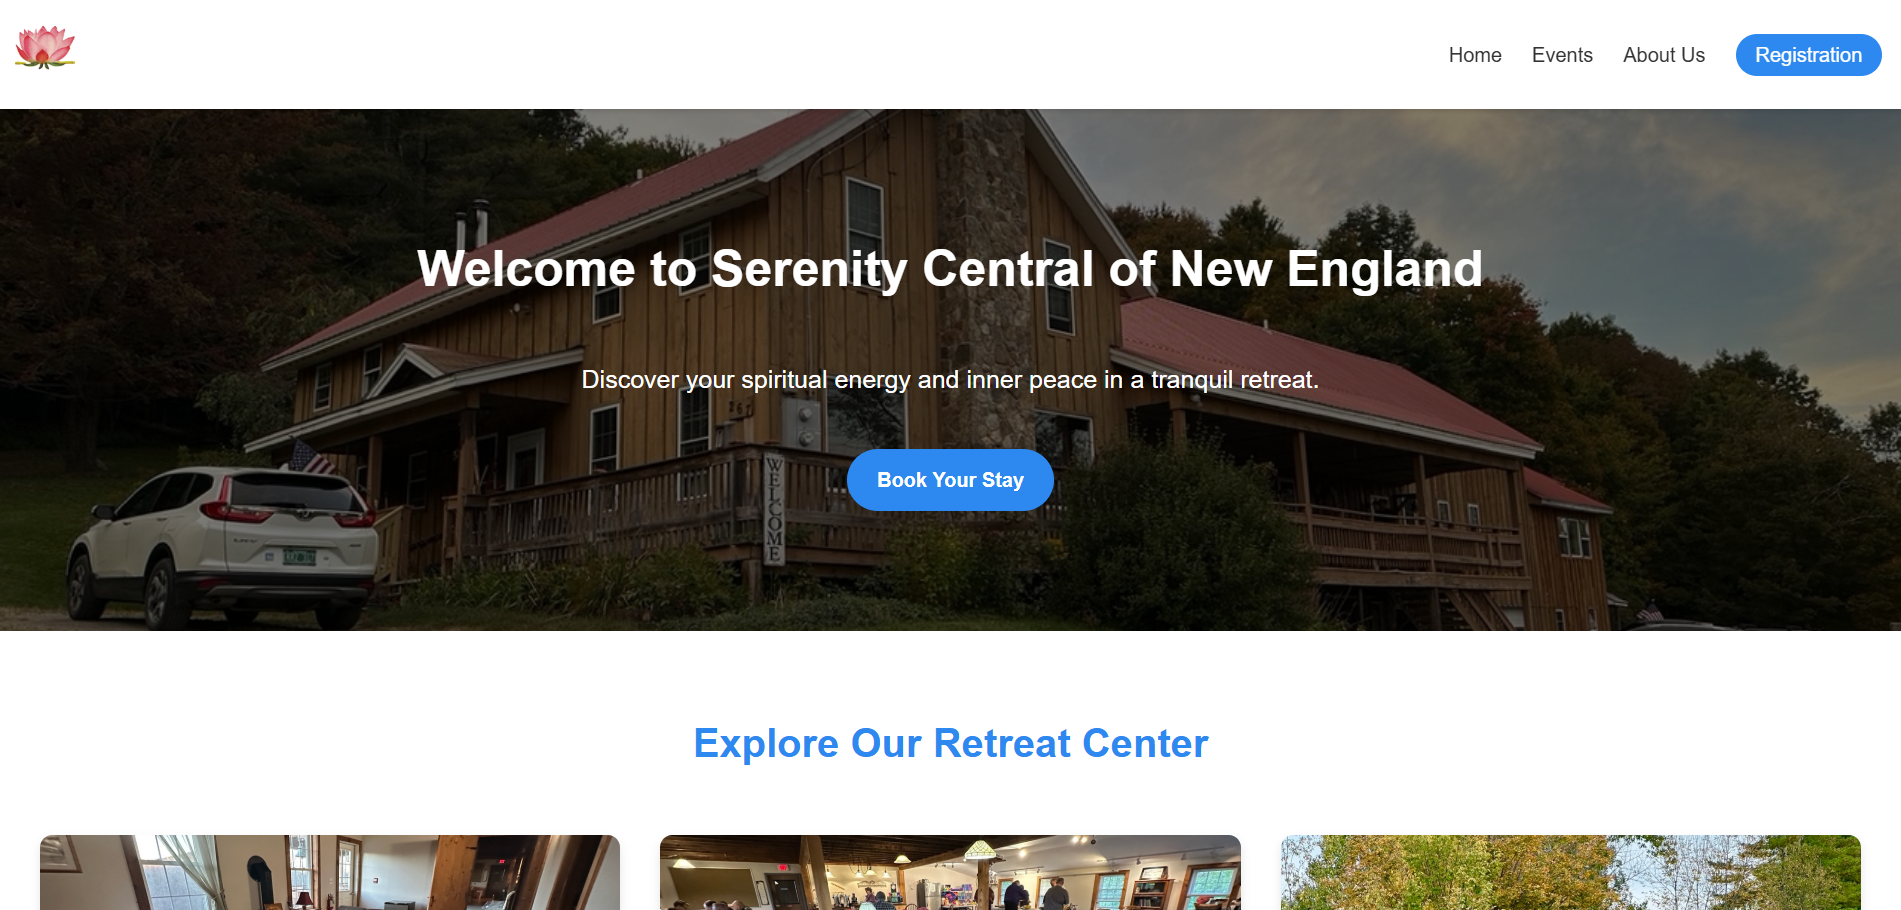 Home
Events
About Us
Registration
Welcome to Serenity Central of New England
Discover your spiritual energy and inner peace in a tranquil retreat.
267
WELCOME
Book Your Stay
Explore Our Retreat Center